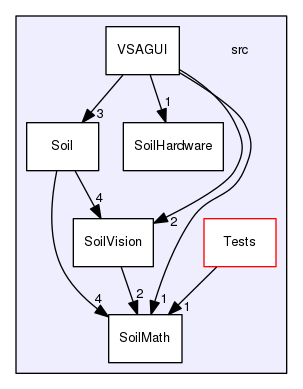 VSAGUI
src
3
1
Soil
SoilHardware
4
2
SoilVision
Tests
2
4
1
1
SoilMath